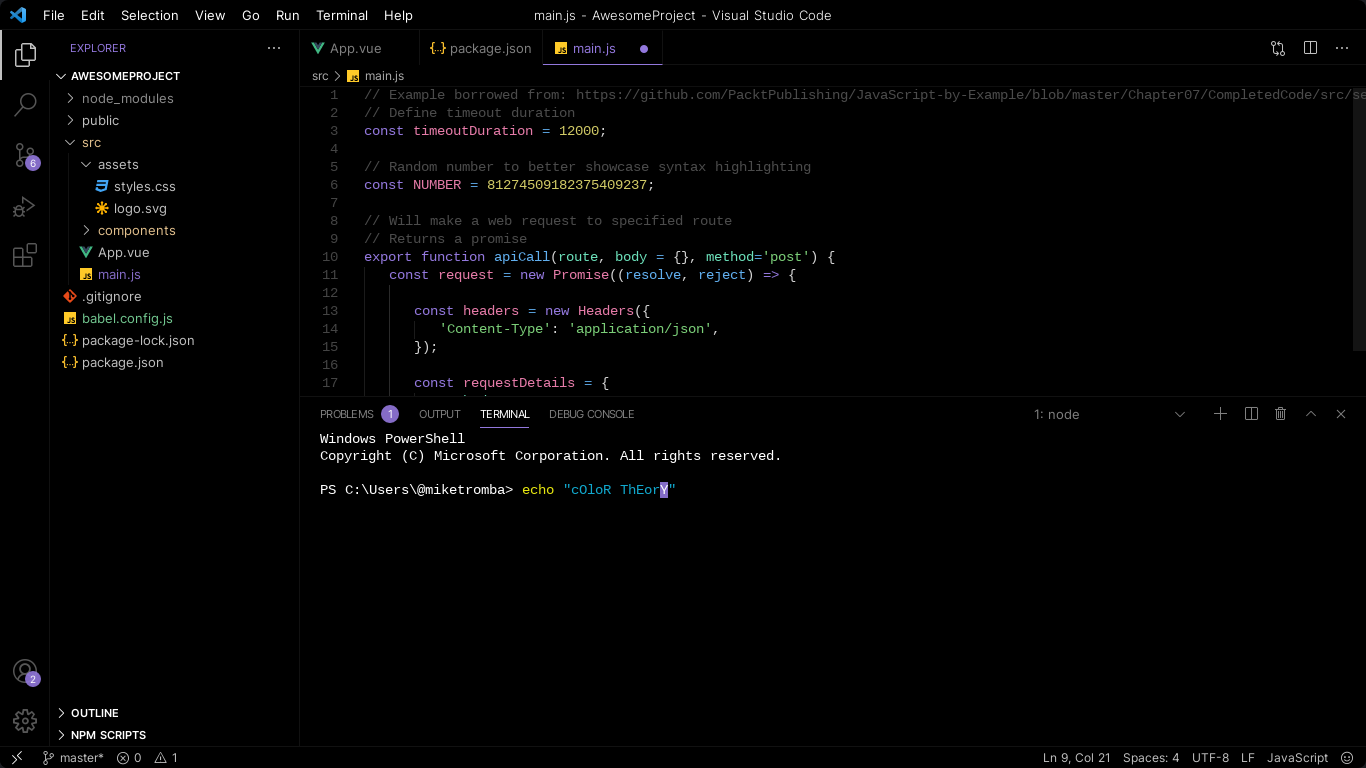 File Edit Selection View Go Run Terminal Help main.js - AwesomeProject - Visual Studio Code
EXPLORER
AWESOMEPROJECT
node_modules
public
src
assets
styles.css
logo.svg
components
App.vue
main.js
.gitignore
babel.config.js
package-lock.json
package.json
6
2
OUTLINE
NPM SCRIPTS
App.vue package.json main.js
src main.js
1 // Example borrowed from: https://github.com/PacktPublishing/JavaScript-by-Example/blob/master/Chapter07/CompletedCode/src/se
2 // Define timeout duration
3 const timeoutDuration = 12000;
4
5 // Random number to better showcase syntax highlighting
6 const NUMBER = 81274509182375409237;
7
8 // Will make a web request to specified route
9 // Returns a promise
10 export function apiCall(route, body = {}, method='post') {
11 const request = new Promise((resolve, reject) => {
12
13 const headers = new Headers({
14 'Content-Type': 'application/json',
15 });
16
17 const requestDetails = {
PROBLEMS 1 OUTPUT TERMINAL DEBUG CONSOLE 1: node
Windows PowerShell
Copyright (C) Microsoft Corporation. All rights reserved.
PS C:\Users\@miketromba> echo "cOloR ThEorY"
master* 0 1 Ln 9, Col 21 Spaces: 4 UTF-8 LF JavaScript